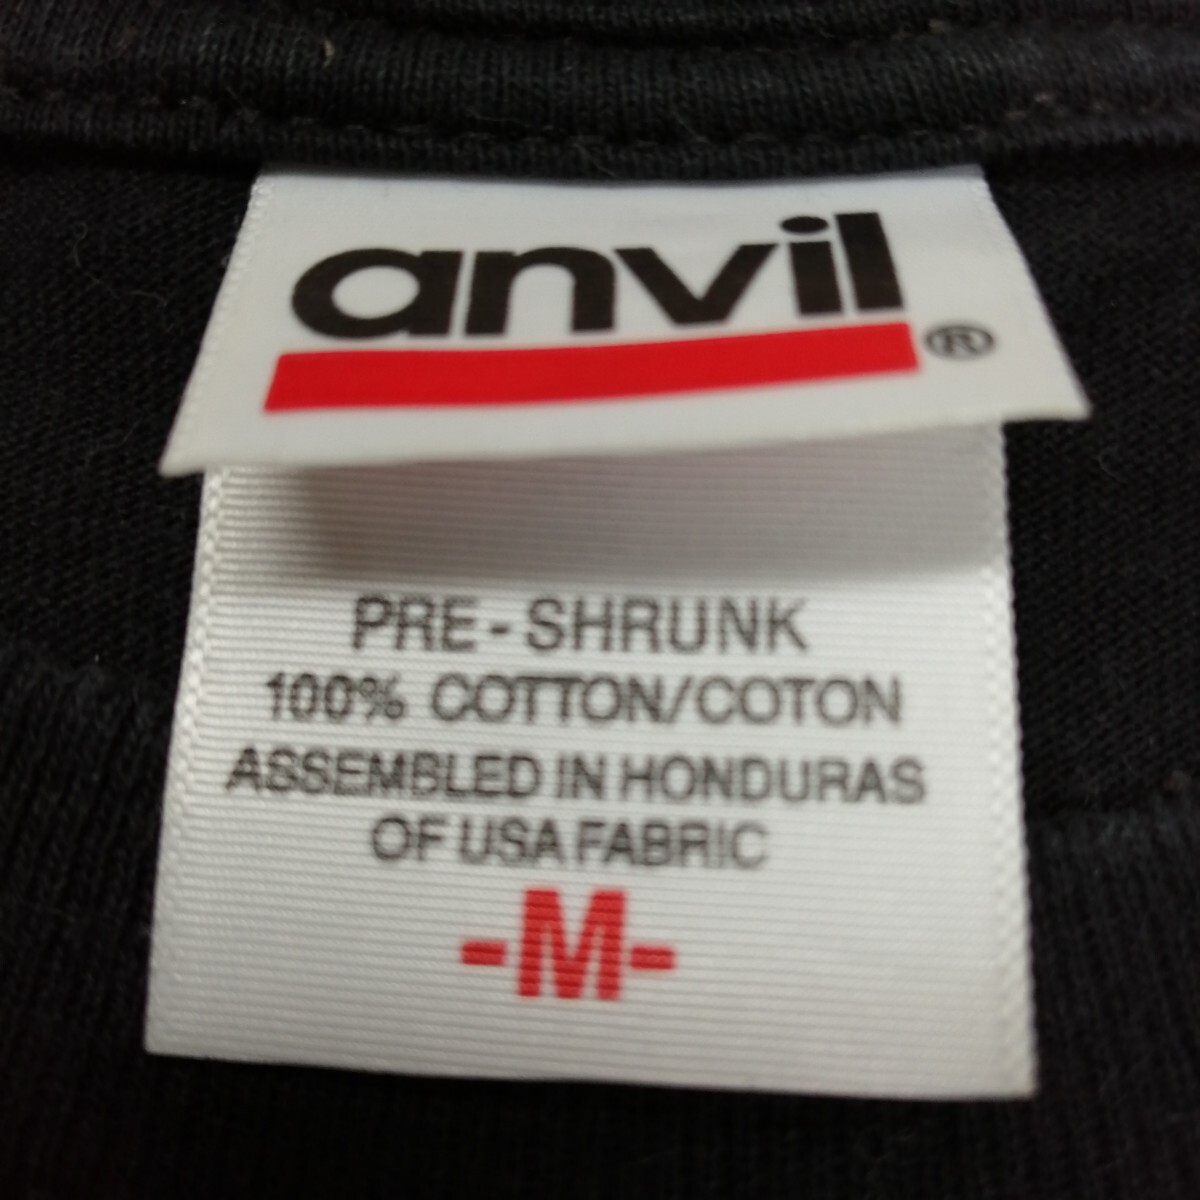 anvil®
PRE-SHRUNK
100% COTTON/COTON
ASSEMBLED IN HONDURAS
OF USA FABRIC
-M-